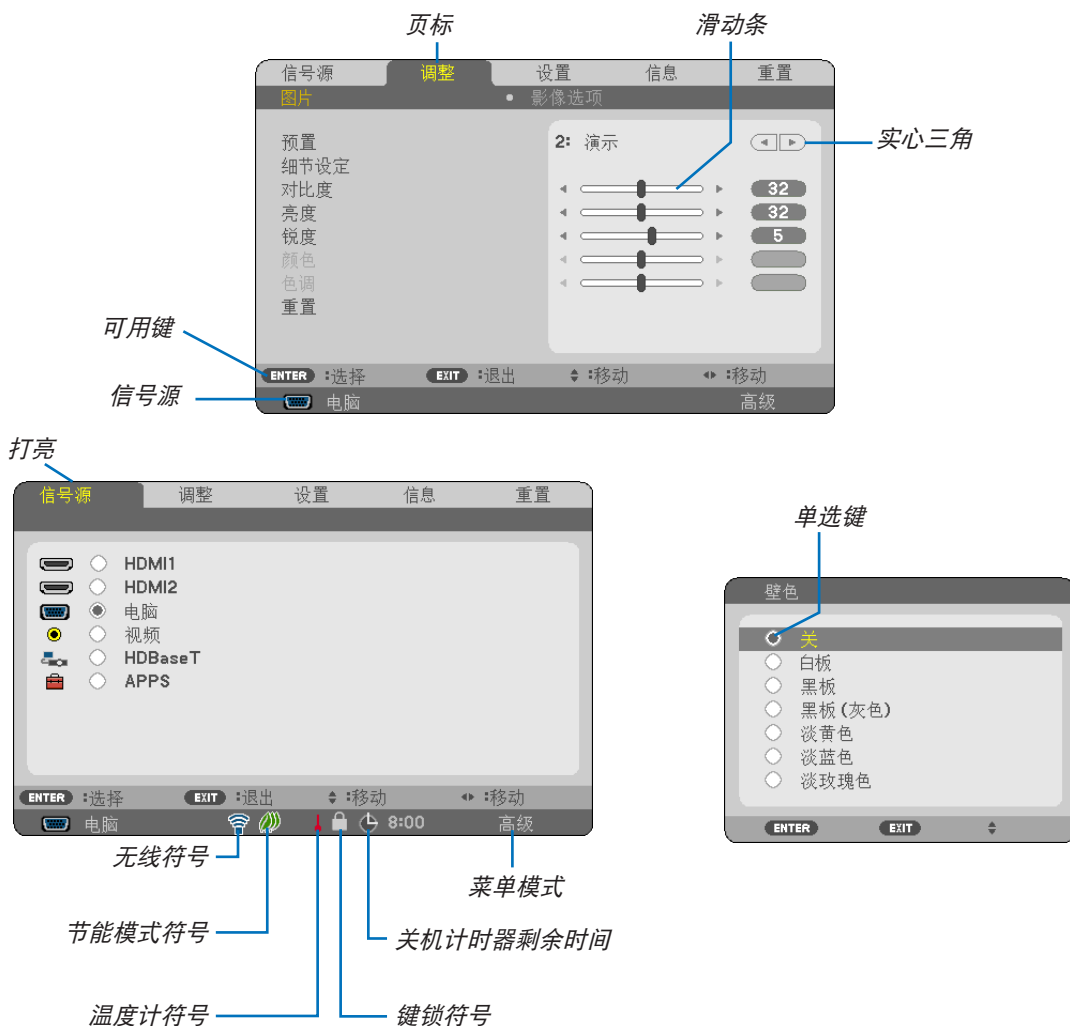 页标 滑动条
信号源 调整 设置 信息 重置
图片 • 影像选项
预置 2: 演示
实心三角
细节设定
对比度 32
亮度 32
锐度 5
颜色
色调
重置
可用键
ENTER :选择 EXIT :退出 :移动 :移动
信号源
电脑 高级
打亮
信号源 调整 设置 信息 重置
HDMI1
HDMI2
电脑
视频
HDBaseT
APPS
ENTER :选择 EXIT :退出 :移动 :移动
电脑 8:00 高级
单选键
壁色
关
白板
黑板
黑板(灰色)
淡黄色
淡蓝色
淡玫瑰色
ENTER EXIT
无线符号
菜单模式
节能模式符号
关机计时器剩余时间
温度计符号
键锁符号